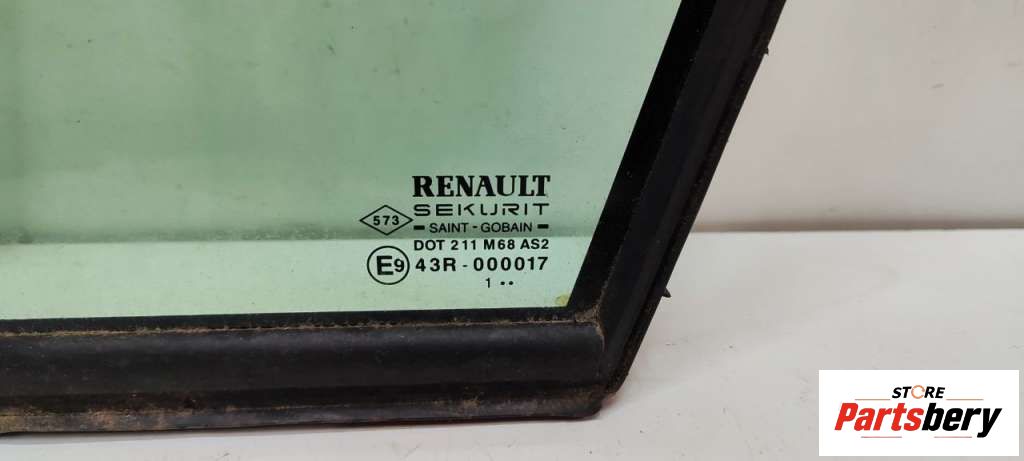 RENAULT
573
SEKURIT
SAINT-GOBAIN
DOT 211 M68 AS2
E9 43R-000017
1 ••
STORE
Partsbery